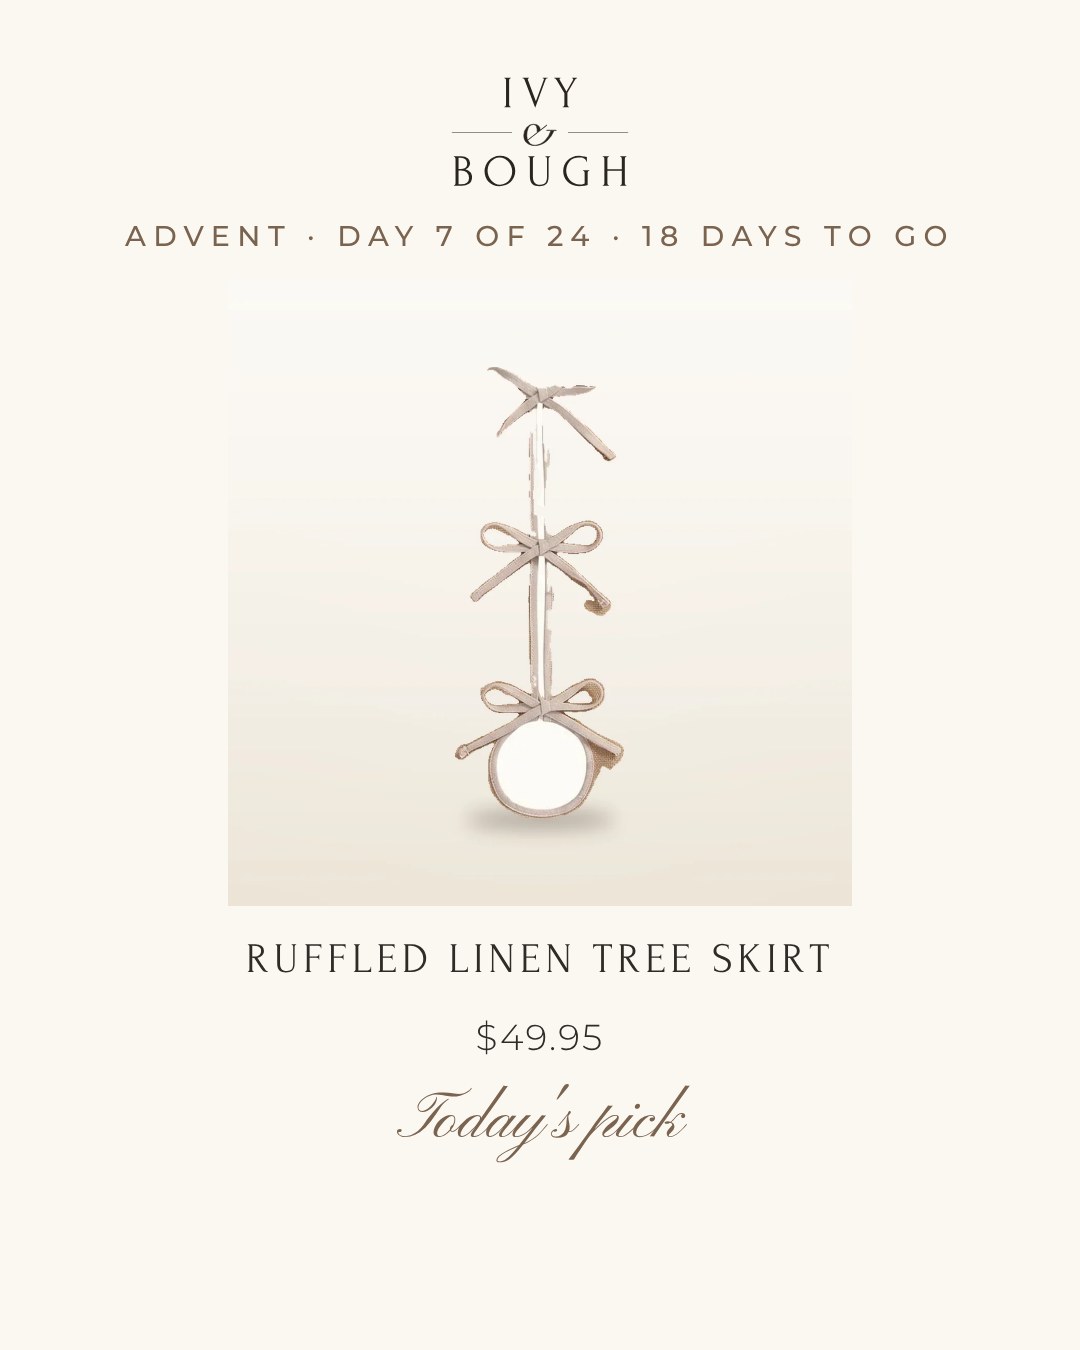 IVY
&
BOUGH
ADVENT · DAY 7 OF 24 · 18 DAYS TO GO
RUFFLED LINEN TREE SKIRT
$49.95
Today's pick